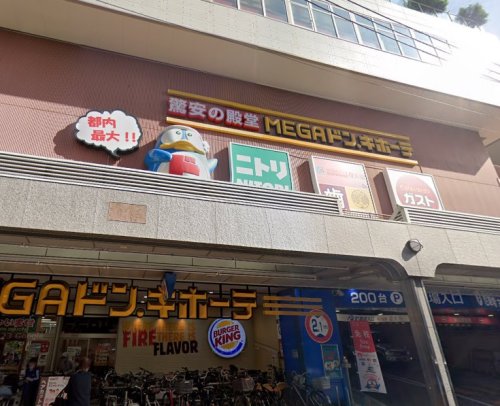 驚安の殿堂 MEGAドン.キホーテ
都内
最大!!
ニトリ
NITORI
歯
ガスト
GAドン.キホーテ
200台 P
場入口
FIRE
FLAVOR
BURGER
KING